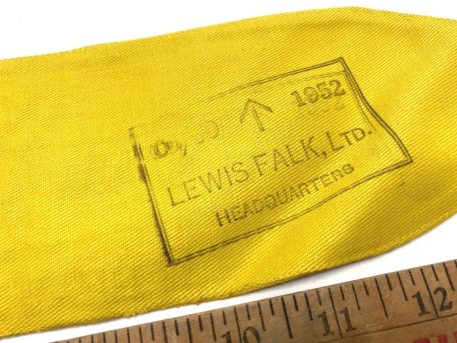 1952
LEWIS FALK, LTD.
HEADQUARTERS
10 11 12